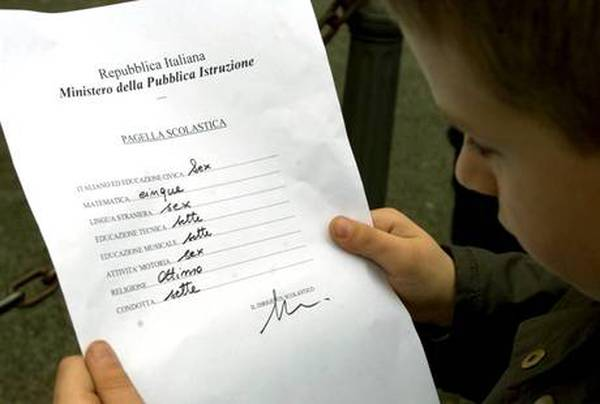 Repubblica Italiana
Ministero della Pubblica Istruzione
PAGELLA SCOLASTICA
ITALIANO ED EDUCAZIONE CIVICA sex
MATEMATICA cinque
LINGUA STRANIERA sex
EDUCAZIONE TECNICA sette
EDUCAZIONE MUSICALE sette
ATTIVITA' MOTORIA sex
RELIGIONE Ottimo
CONDOTTA sette
IL DIRIGENTE SCOLASTICO